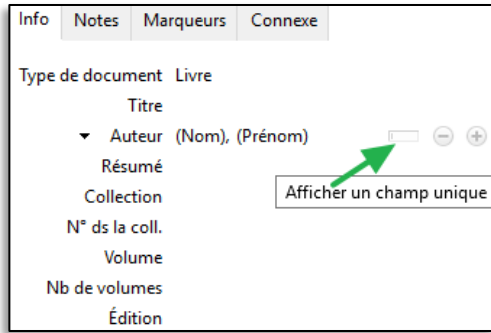 Info Notes Marqueurs Connexe
Type de document Livre
Titre
Auteur (Nom), (Prénom)
Résumé
Afficher un champ unique
Collection
N° ds la coll.
Volume
Nb de volumes
Édition